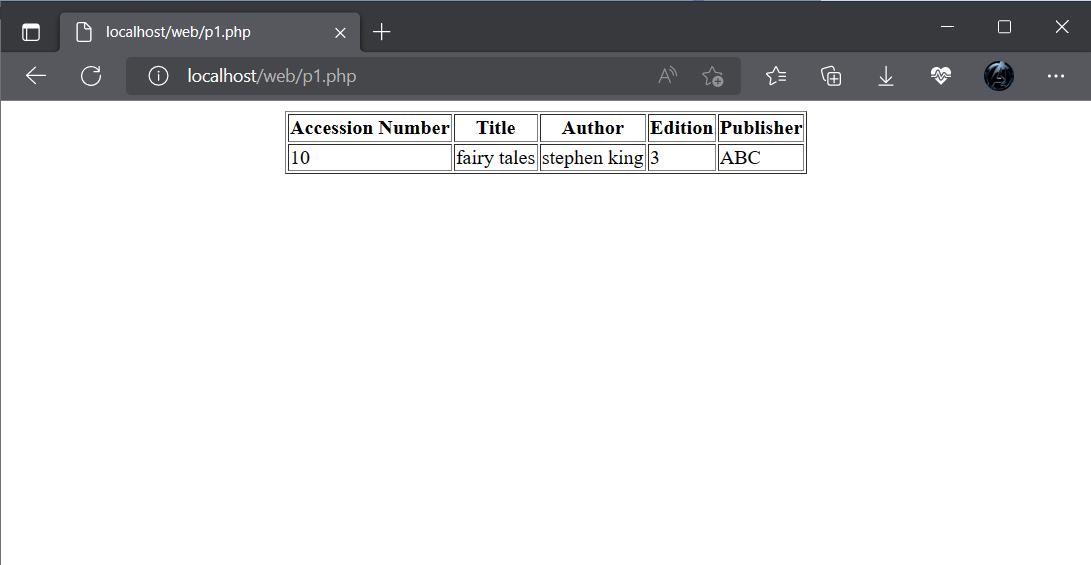 localhost/web/p1.php
localhost/web/p1.php
Accession Number Title Author Edition Publisher
10 fairy tales stephen king 3 ABC